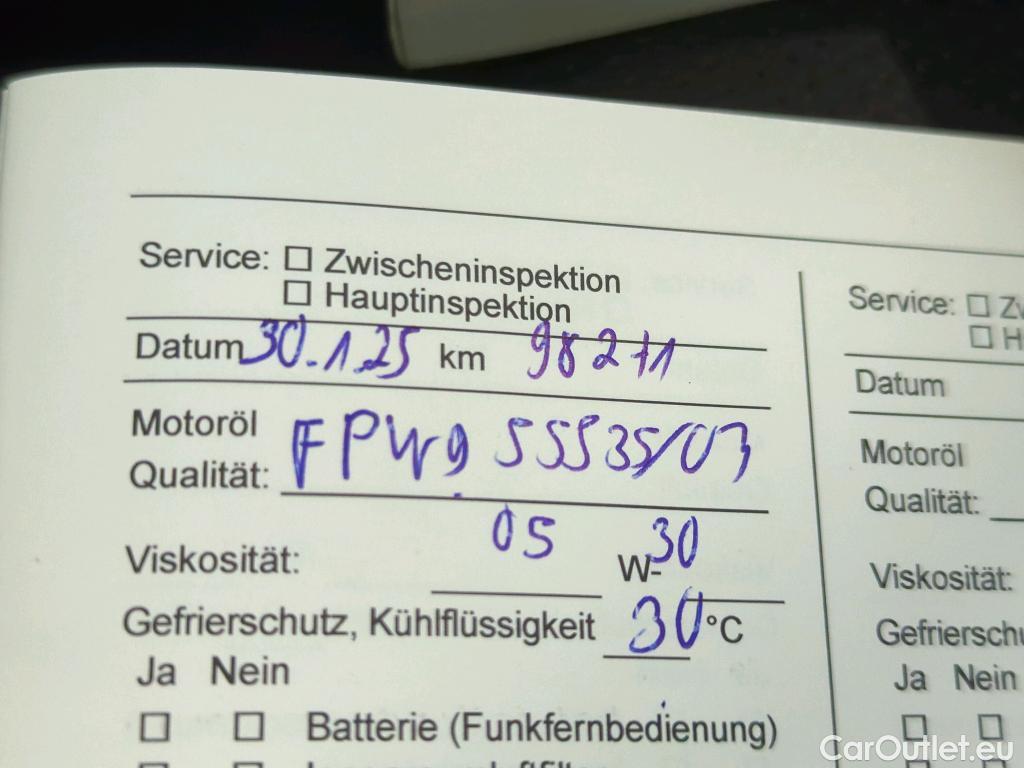 Service: ☐ Zwischeninspektion
☐ Hauptinspektion
Datum 30.1.25 km 98271
Motoröl
Qualität: FPW9 55535/03
Viskosität: 05 W-30
Gefrierschutz, Kühlflüssigkeit 30 °C
Ja Nein
☐ ☐ Batterie (Funkfernbedienung)
Service: ☐
☐
Datum
Motoröl
Qualität:
Viskosität:
Ja Nein
CarOutlet.eu